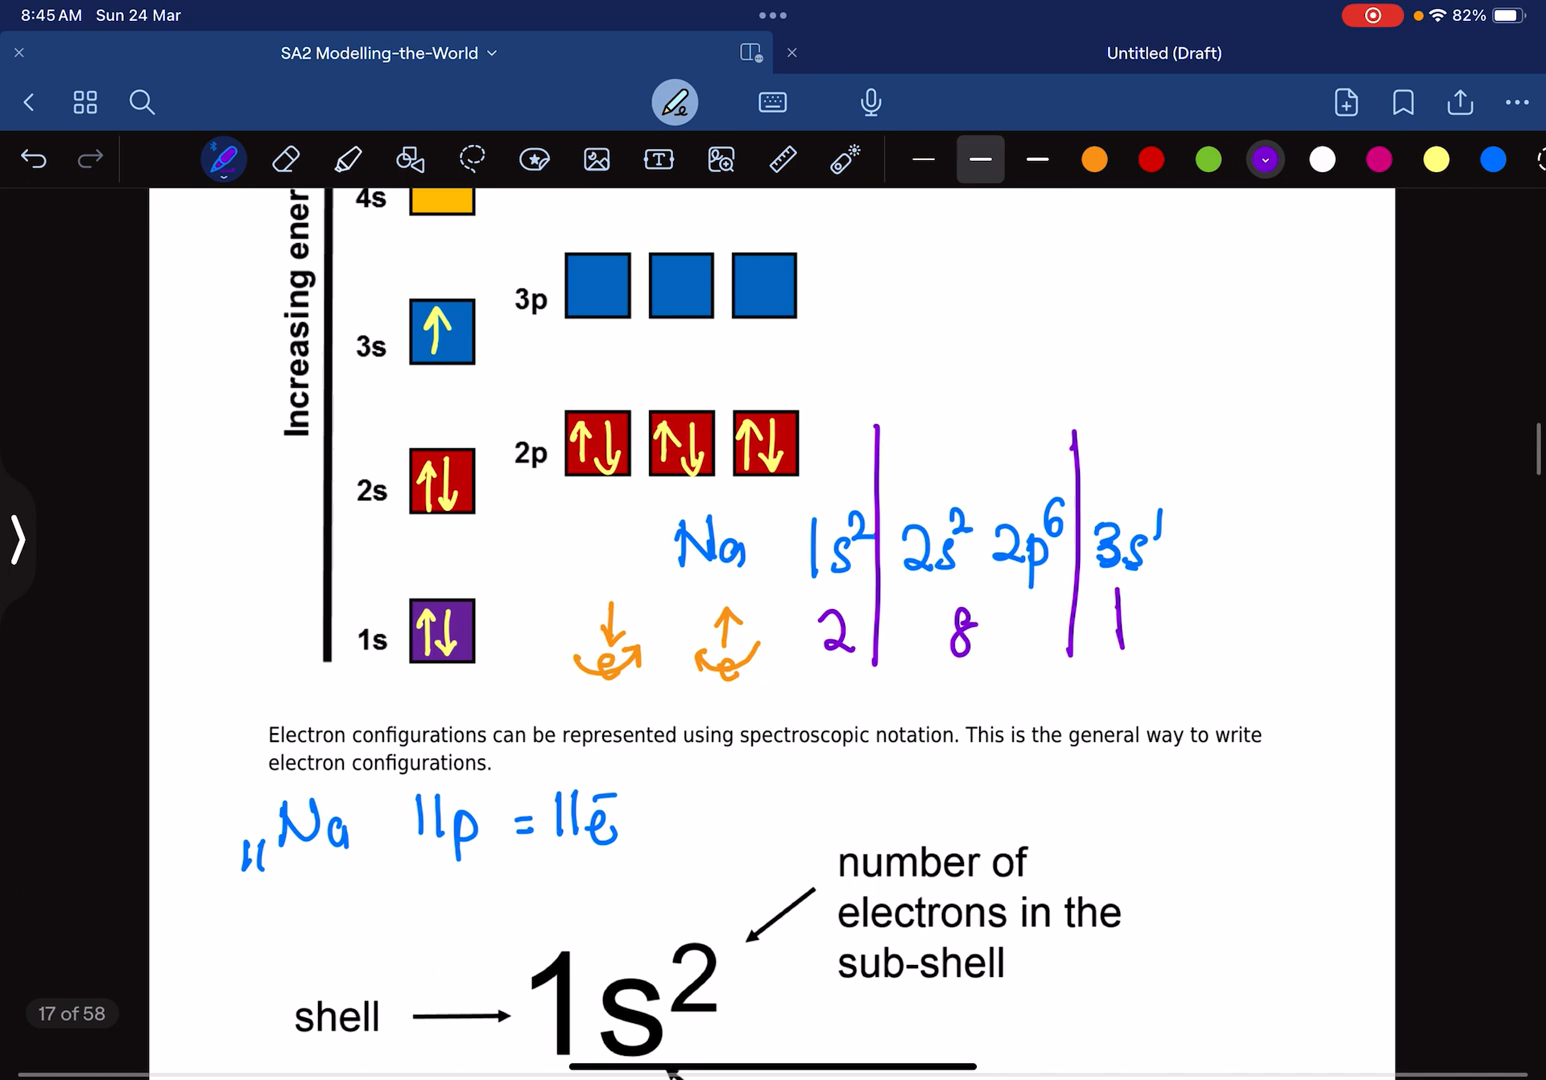 8:45 AM Sun 24 Mar
82%
SA2 Modelling-the-World
Untitled (Draft)
Increasing ener
4s
3p
3s
2p
2s
Na 1s² 2s² 2p⁶ 3s¹
1s
2 8 1
e e
Electron configurations can be represented using spectroscopic notation. This is the general way to write
electron configurations.
₁₁Na 11p = 11e̅
number of
electrons in the
sub-shell
shell
1s²
17 of 58